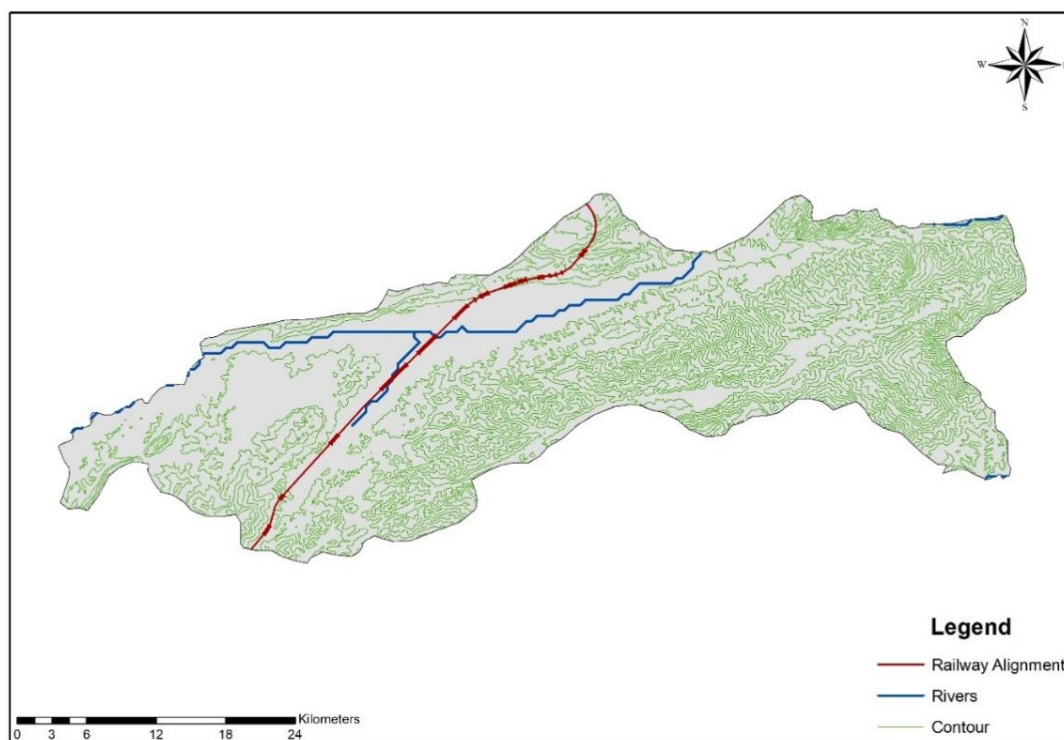 N
W
S
Legend
Railway Alignment
Rivers
Contour
Kilometers
0 3 6 12 18 24